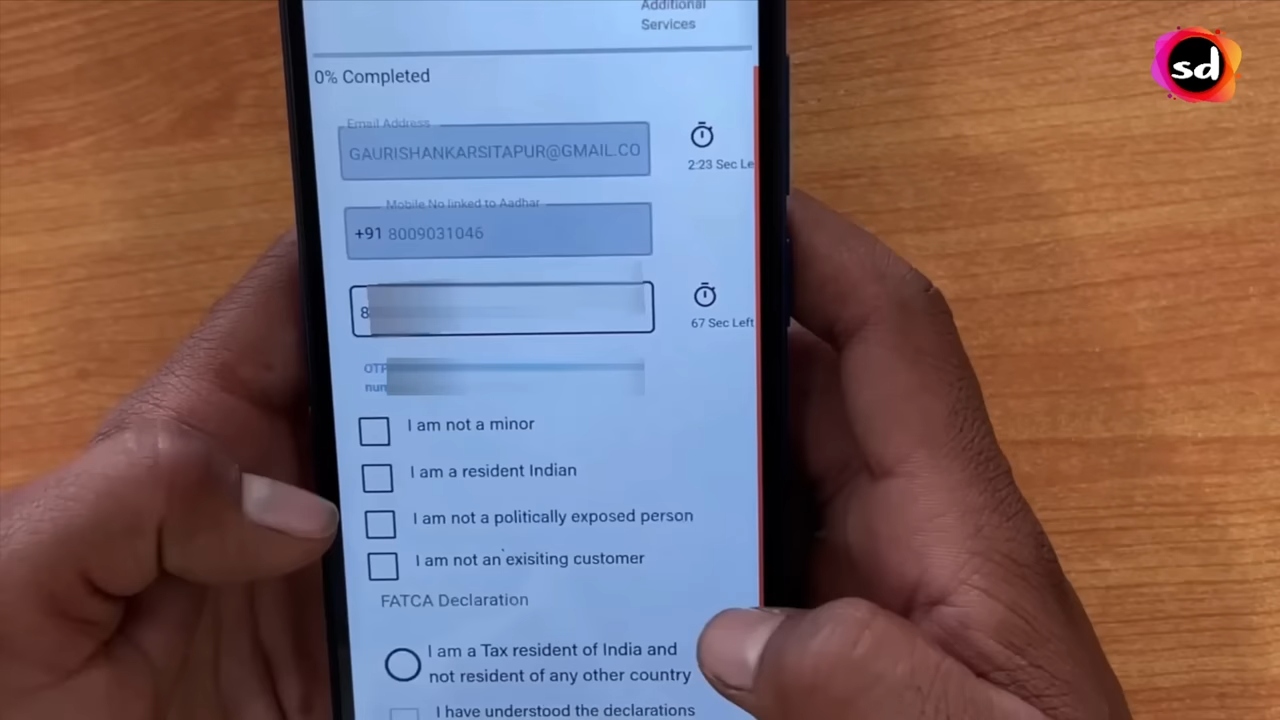 Additional
Services
sd
0% Completed
Email Address
GAURISHANKARSITAPUR@GMAIL.CO
2:23 Sec Le
Mobile No linked to Aadhar
+91 8009031046
8
67 Sec Left
OTP
num
I am not a minor
I am a resident Indian
I am not a politically exposed person
I am not an exisiting customer
FATCA Declaration
I am a Tax resident of India and
not resident of any other country
I have understood the declarations